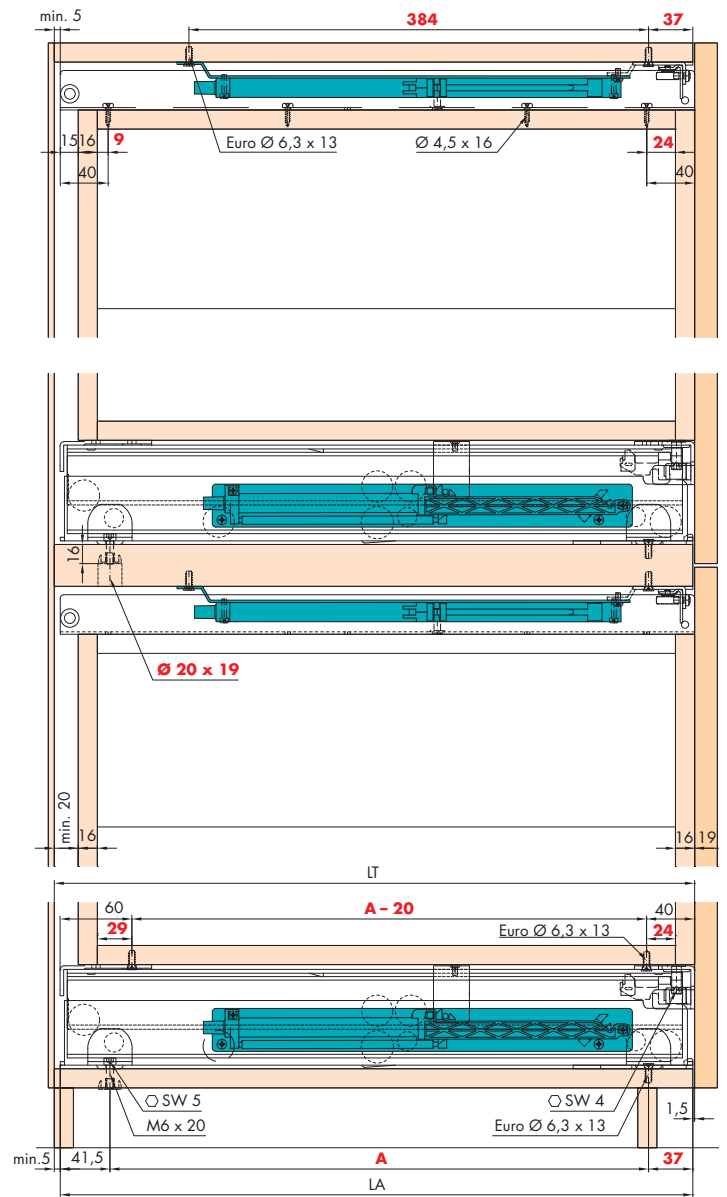 min. 5
384
37
15
16
9
Euro Ø 6,3 x 13
Ø 4,5 x 16
24
40
40
16
Ø 20 x 19
min. 20
16
16
19
LT
60
A – 20
40
29
Euro Ø 6,3 x 13
24
SW 5
SW 4
1,5
M6 x 20
Euro Ø 6,3 x 13
min.5
41,5
A
37
LA